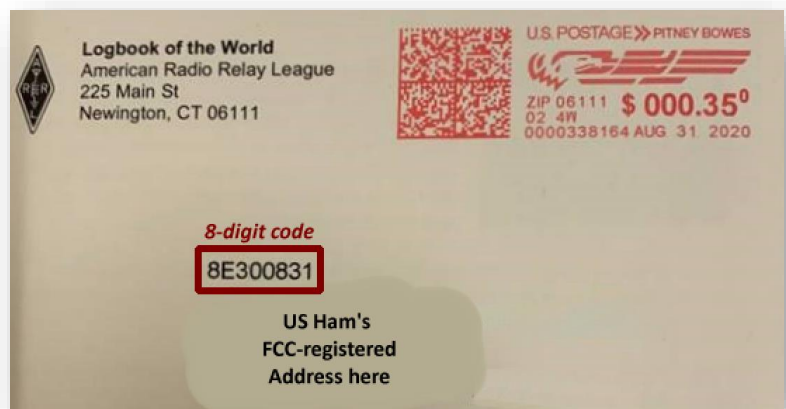 Logbook of the World
American Radio Relay League
225 Main St
Newington, CT 06111
A
R R
L
U.S. POSTAGE >> PITNEY BOWES
ZIP 06111 $ 000.35⁰
02 4W
0000338164 AUG 31 2020
8-digit code
8E300831
US Ham's
FCC-registered
Address here